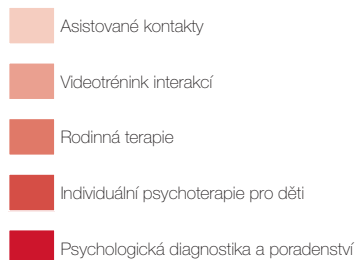 Asistované kontakty
Videotrénink interakcí
Rodinná terapie
Individuální psychoterapie pro děti
Psychologická diagnostika a poradenství